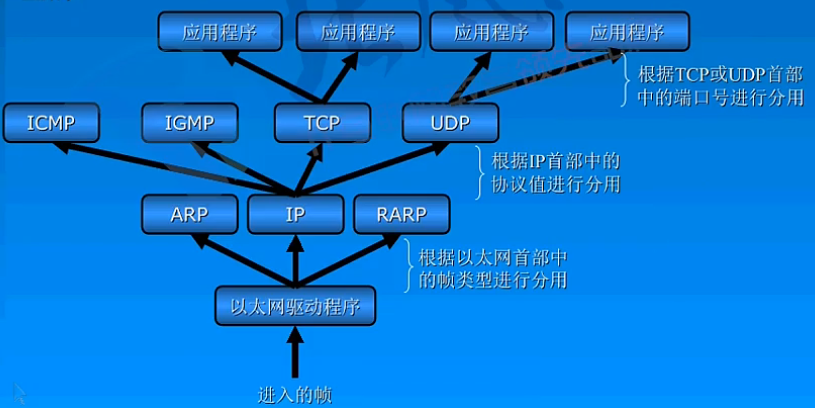 应用程序
应用程序
应用程序
应用程序
根据TCP或UDP首部
中的端口号进行分用
ICMP
IGMP
TCP
UDP
根据IP首部中的
协议值进行分用
ARP
IP
RARP
根据以太网首部中
的帧类型进行分用
以太网驱动程序
进入的帧